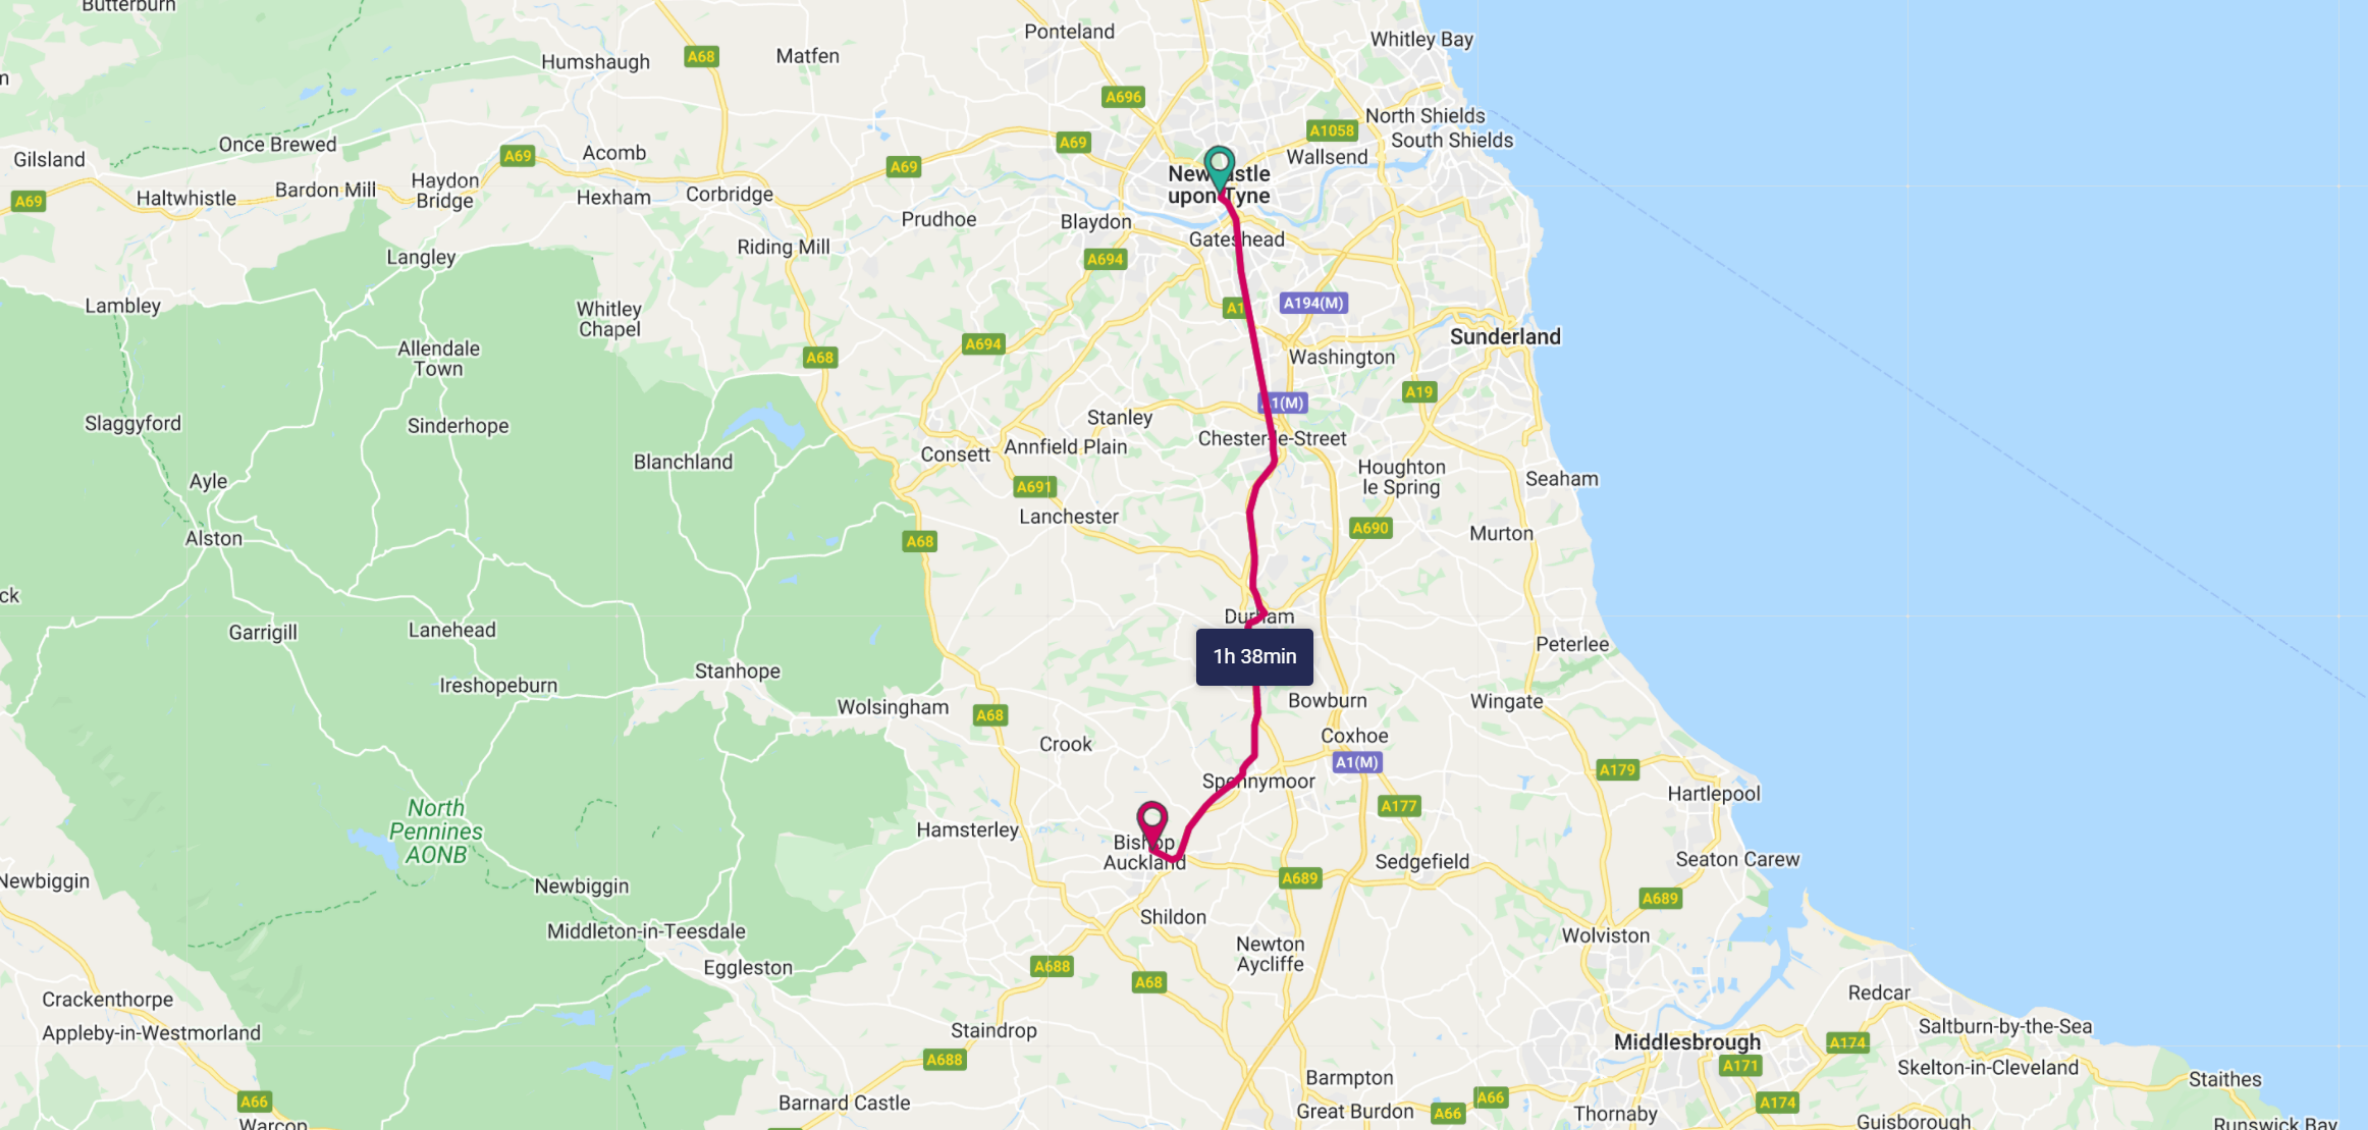 Butterburn
Ponteland
Whitley Bay
Humshaugh
A68
Matfen
A696
North Shields
A1058
South Shields
Once Brewed
A69
A69
Gilsland
A69
Acomb
Wallsend
Newcastle
upon Tyne
Haydon
Bridge
Bardon Mill
Haltwhistle
A69
Hexham
Corbridge
Prudhoe
Blaydon
Gateshead
Riding Mill
Langley
A694
Lambley
Whitley
Chapel
A1
A194(M)
Sunderland
Allendale
Town
A694
A68
Washington
A19
A1(M)
Slaggyford
Sinderhope
Stanley
Chester-le-Street
Annfield Plain
Consett
Blanchland
Houghton
le Spring
Seaham
Ayle
A691
Lanchester
A690
Murton
Alston
A68
ck
Durham
Garrigill
Lanehead
Peterlee
1h 38min
Stanhope
Ireshopeburn
Wolsingham
A68
Bowburn
Wingate
Crook
Coxhoe
A1(M)
A179
Spennymoor
Hartlepool
A177
North
Pennines
AONB
Hamsterley
Bishop
Auckland
Sedgefield
Seaton Carew
Newbiggin
Newbiggin
A689
A689
Shildon
Middleton-in-Teesdale
Wolviston
Newton
Aycliffe
Eggleston
A688
A68
Crackenthorpe
Redcar
Appleby-in-Westmorland
Staindrop
Saltburn-by-the-Sea
Middlesbrough
A174
A688
A171
Skelton-in-Cleveland
Barmpton
Staithes
A66
Barnard Castle
A66
Great Burdon
A66
Thornaby
A174
Guisborough
Warcop
Runswick Bay